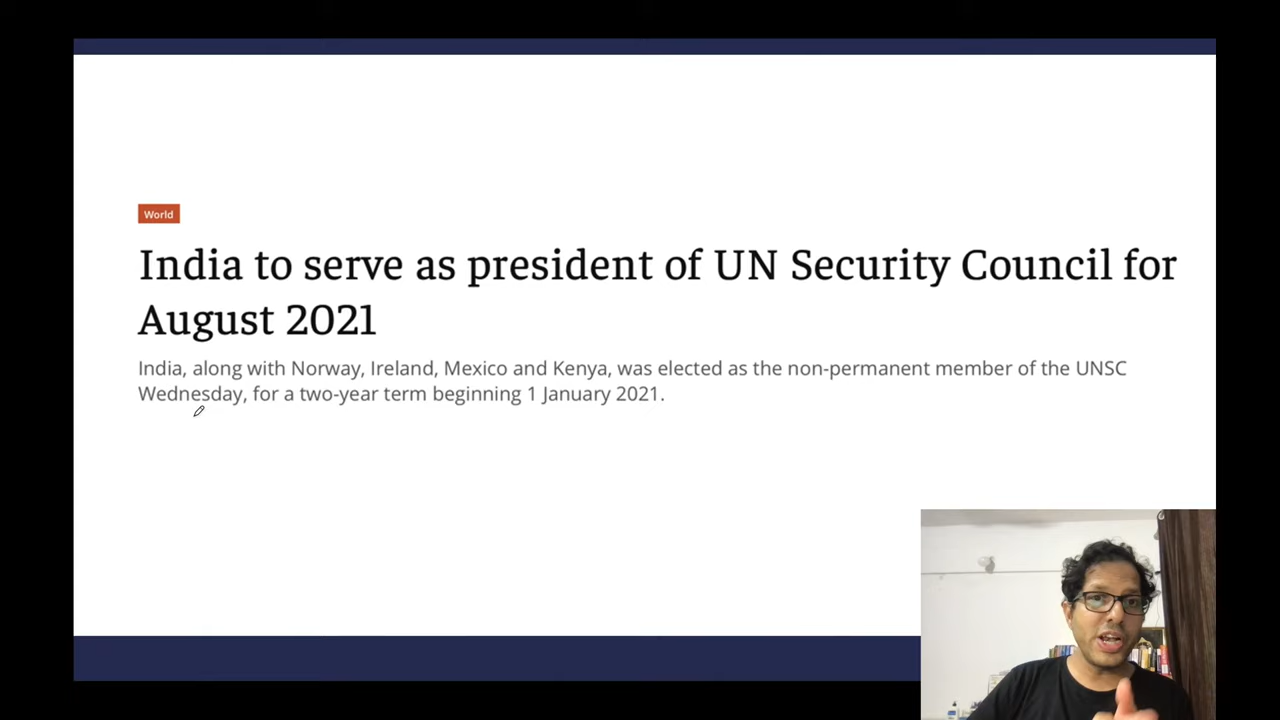 World
India to serve as president of UN Security Council for
August 2021
India, along with Norway, Ireland, Mexico and Kenya, was elected as the non-permanent member of the UNSC
Wednesday, for a two-year term beginning 1 January 2021.